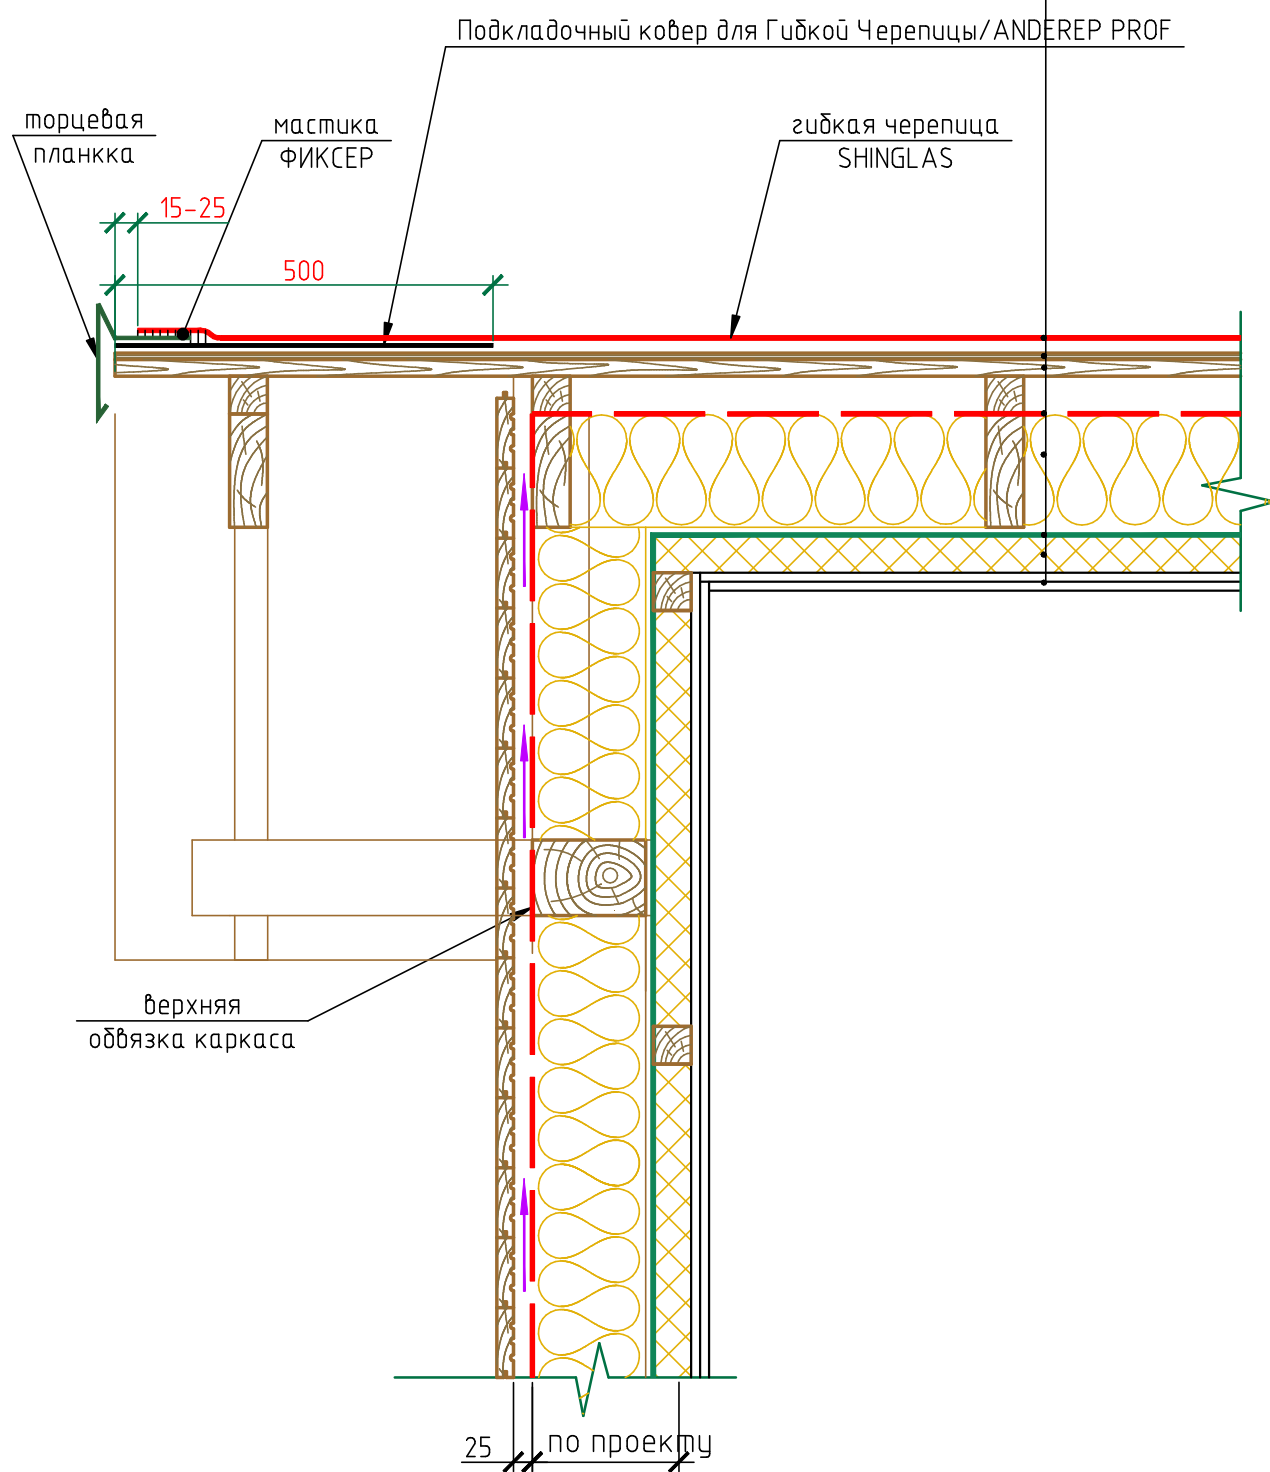 Подкладочный ковер для Гибкой Черепицы/ANDEREP PROF
торцевая
планкка
мастика
ФИКСЕР
гибкая черепица
SHINGLAS
15-25
500
верхняя
обвязка каркаса
25
по проекту